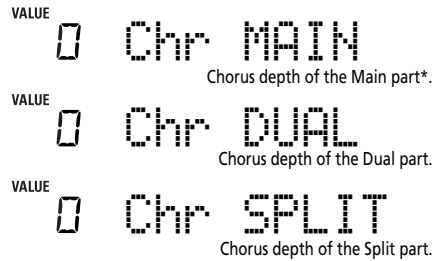 VALUE
0 Chr MAIN
Chorus depth of the Main part*.
VALUE
0 Chr DUAL
Chorus depth of the Dual part.
VALUE
0 Chr SPLIT
Chorus depth of the Split part.